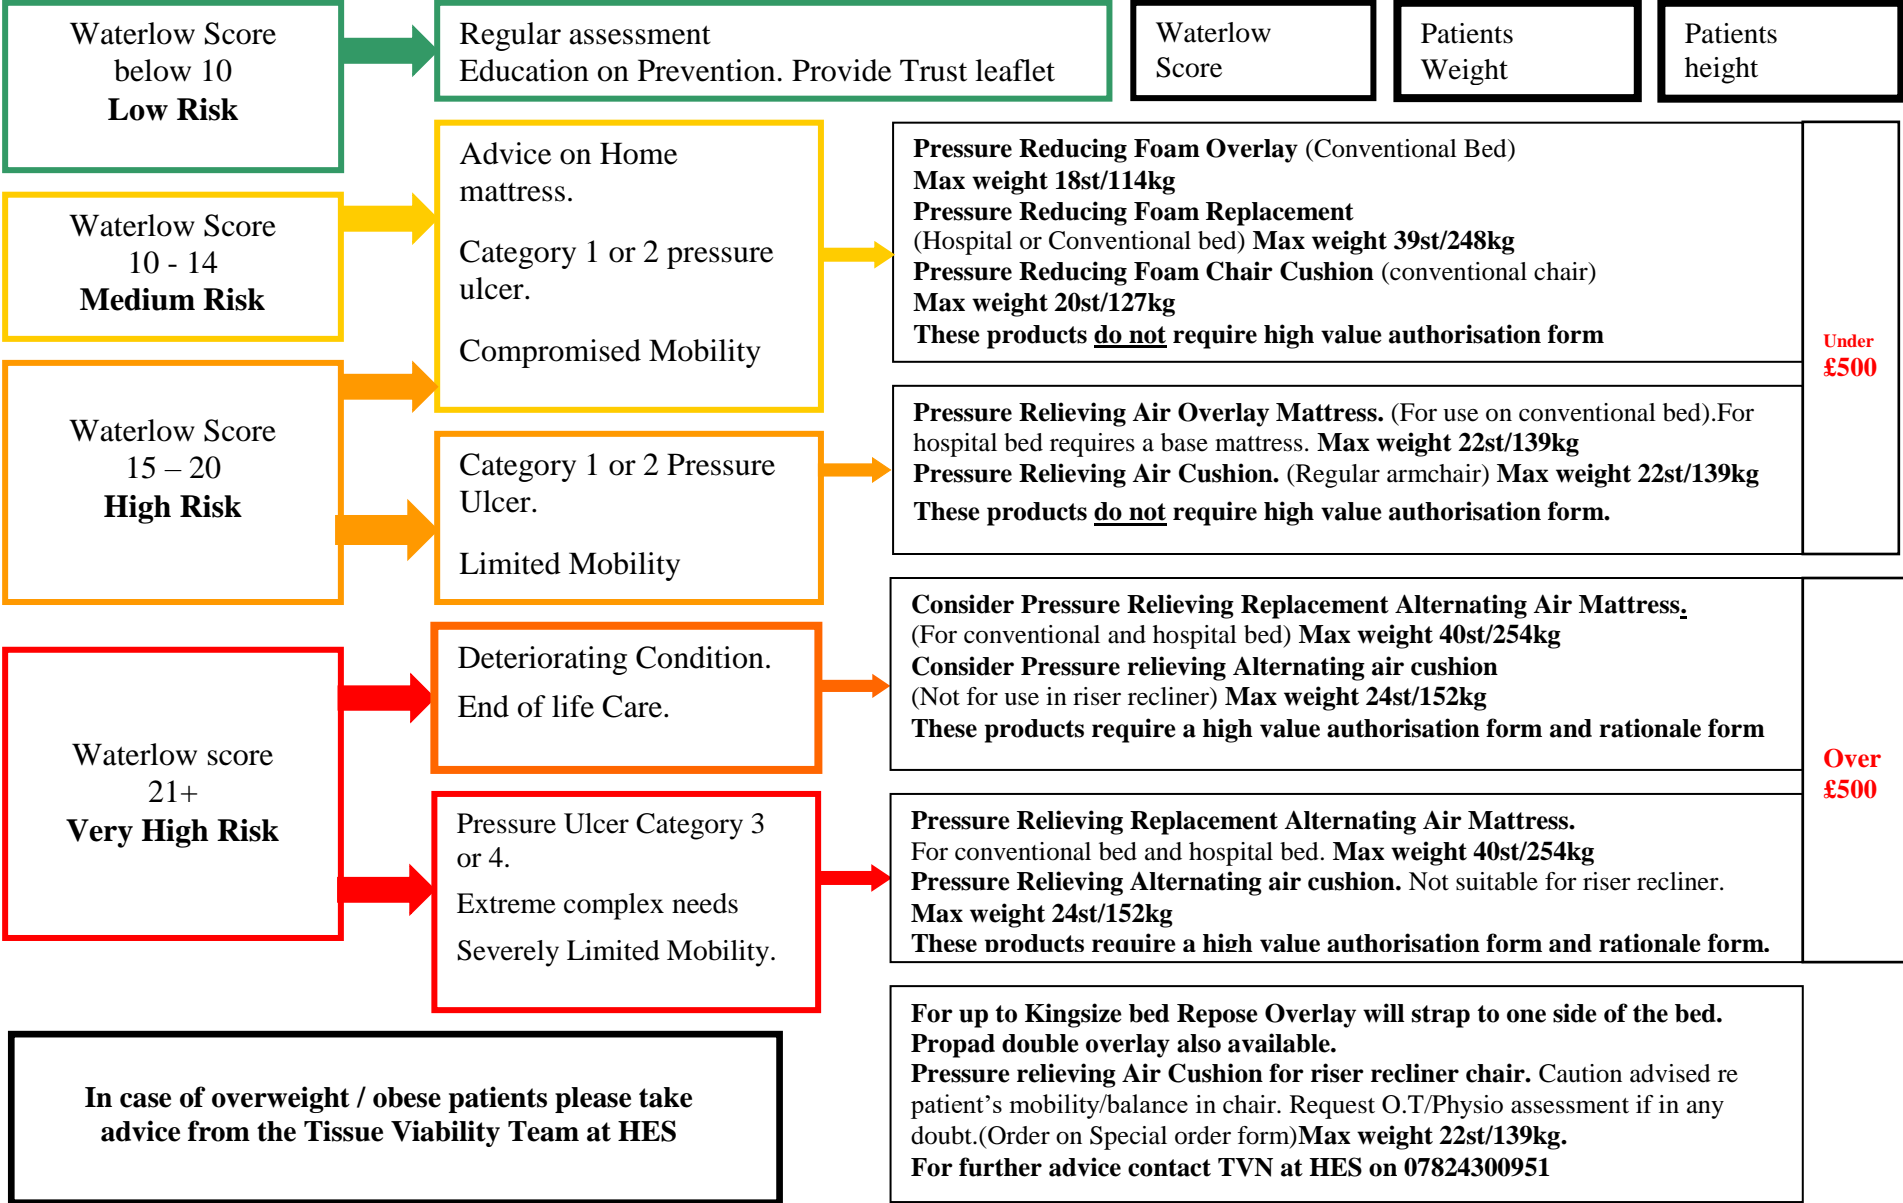 Waterlow Score
below 10
Low Risk
Regular assessment
Education on Prevention. Provide Trust leaflet
Waterlow
Score
Patients
Weight
Patients
height
Waterlow Score
10 - 14
Medium Risk
Advice on Home
mattress.
Category 1 or 2 pressure
ulcer.
Compromised Mobility
Pressure Reducing Foam Overlay (Conventional Bed)
Max weight 18st/114kg
Pressure Reducing Foam Replacement
(Hospital or Conventional bed) Max weight 39st/248kg
Pressure Reducing Foam Chair Cushion (conventional chair)
Max weight 20st/127kg
These products do not require high value authorisation form
Under
£500
Waterlow Score
15 – 20
High Risk
Category 1 or 2 Pressure
Ulcer.
Limited Mobility
Pressure Relieving Air Overlay Mattress. (For use on conventional bed).For
hospital bed requires a base mattress. Max weight 22st/139kg
Pressure Relieving Air Cushion. (Regular armchair) Max weight 22st/139kg
These products do not require high value authorisation form.
Waterlow score
21+
Very High Risk
Deteriorating Condition.
End of life Care.
Consider Pressure Relieving Replacement Alternating Air Mattress.
(For conventional and hospital bed) Max weight 40st/254kg
Consider Pressure relieving Alternating air cushion
(Not for use in riser recliner) Max weight 24st/152kg
These products require a high value authorisation form and rationale form
Over
£500
Pressure Ulcer Category 3
or 4.
Extreme complex needs
Severely Limited Mobility.
Pressure Relieving Replacement Alternating Air Mattress.
For conventional bed and hospital bed. Max weight 40st/254kg
Pressure Relieving Alternating air cushion. Not suitable for riser recliner.
Max weight 24st/152kg
These products require a high value authorisation form and rationale form.
In case of overweight / obese patients please take
advice from the Tissue Viability Team at HES
For up to Kingsize bed Repose Overlay will strap to one side of the bed.
Propad double overlay also available.
Pressure relieving Air Cushion for riser recliner chair. Caution advised re
patient’s mobility/balance in chair. Request O.T/Physio assessment if in any
doubt.(Order on Special order form)Max weight 22st/139kg.
For further advice contact TVN at HES on 07824300951